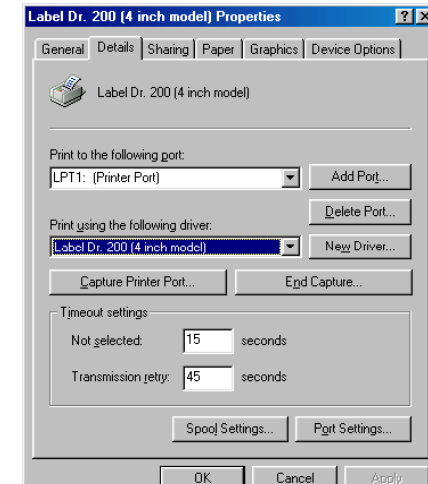 Label Dr. 200 (4 inch model) Properties
General Details Sharing Paper Graphics Device Options
Label Dr. 200 (4 inch model)
Print to the following port:
LPT1: (Printer Port) Add Port...
Delete Port...
Print using the following driver:
Label Dr. 200 (4 inch model) New Driver...
Capture Printer Port... End Capture...
Timeout settings
Not selected: 15 seconds
Transmission retry: 45 seconds
Spool Settings... Port Settings...
OK Cancel Apply